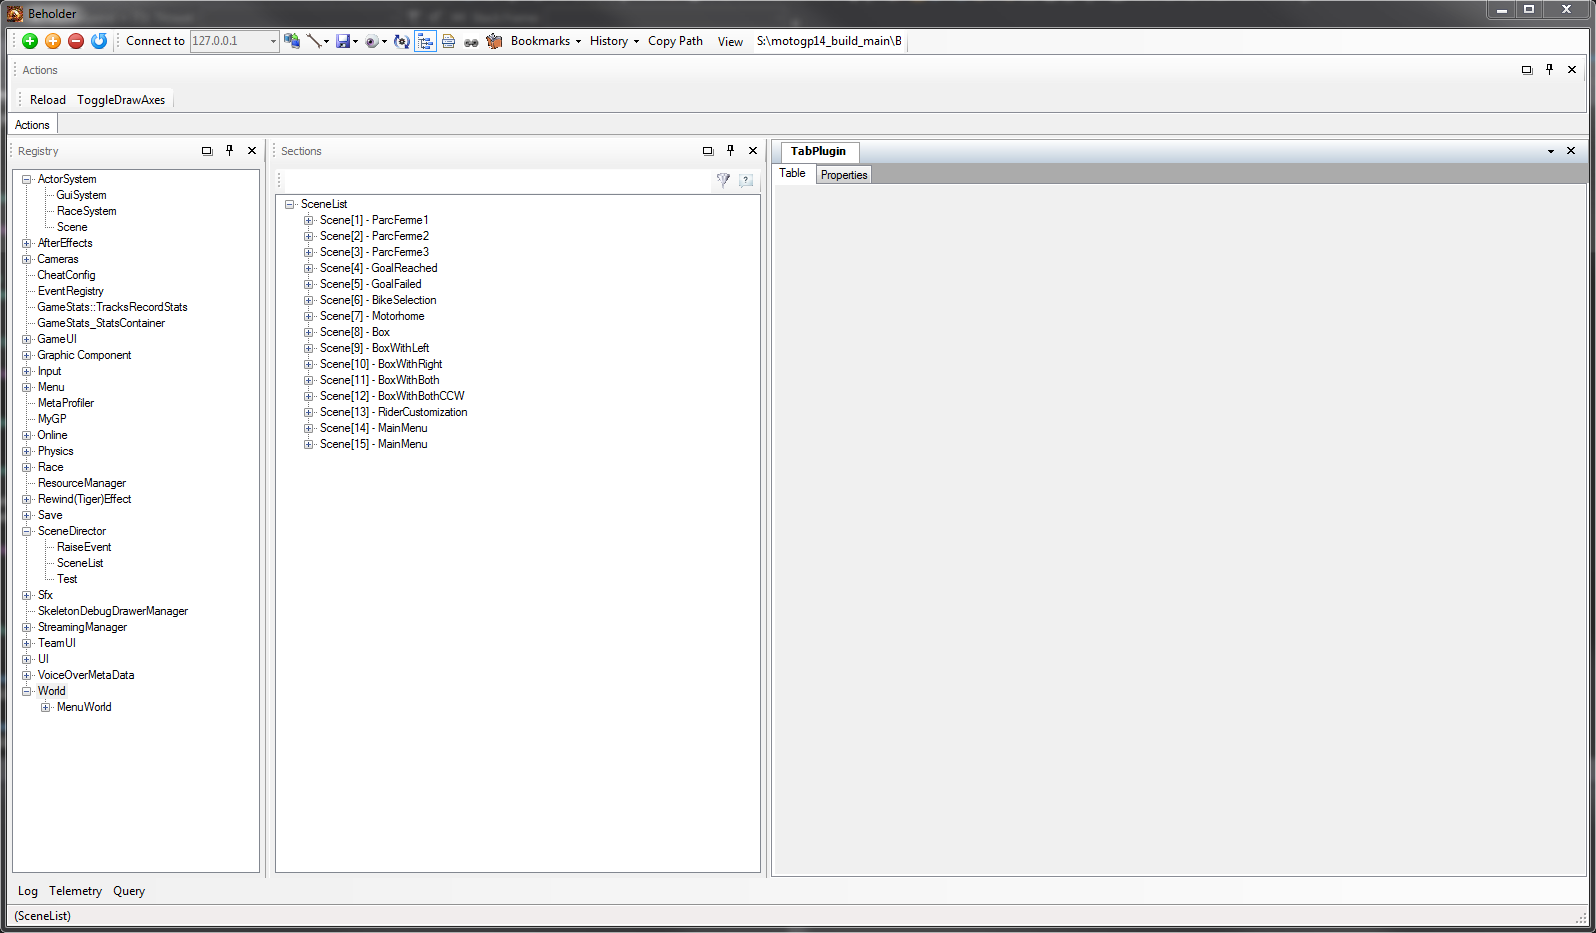 Beholder
Connect to 127.0.0.1 Bookmarks History Copy Path View S:\motogp14_build_main\B
Actions
Reload ToggleDrawAxes
Actions
Registry
ActorSystem
GuiSystem
RaceSystem
Scene
AfterEffects
Cameras
CheatConfig
EventRegistry
GameStats::TracksRecordStats
GameStats_StatsContainer
GameUI
Graphic Component
Input
Menu
MetaProfiler
MyGP
Online
Physics
Race
ResourceManager
Rewind(Tiger)Effect
Save
SceneDirector
RaiseEvent
SceneList
Test
Sfx
SkeletonDebugDrawerManager
StreamingManager
TeamUI
UI
VoiceOverMetaData
World
MenuWorld
Sections
SceneList
Scene[1] - ParcFerme1
Scene[2] - ParcFerme2
Scene[3] - ParcFerme3
Scene[4] - GoalReached
Scene[5] - GoalFailed
Scene[6] - BikeSelection
Scene[7] - Motorhome
Scene[8] - Box
Scene[9] - BoxWithLeft
Scene[10] - BoxWithRight
Scene[11] - BoxWithBoth
Scene[12] - BoxWithBothCCW
Scene[13] - RiderCustomization
Scene[14] - MainMenu
Scene[15] - MainMenu
TabPlugin
Table Properties
Log Telemetry Query
(SceneList)